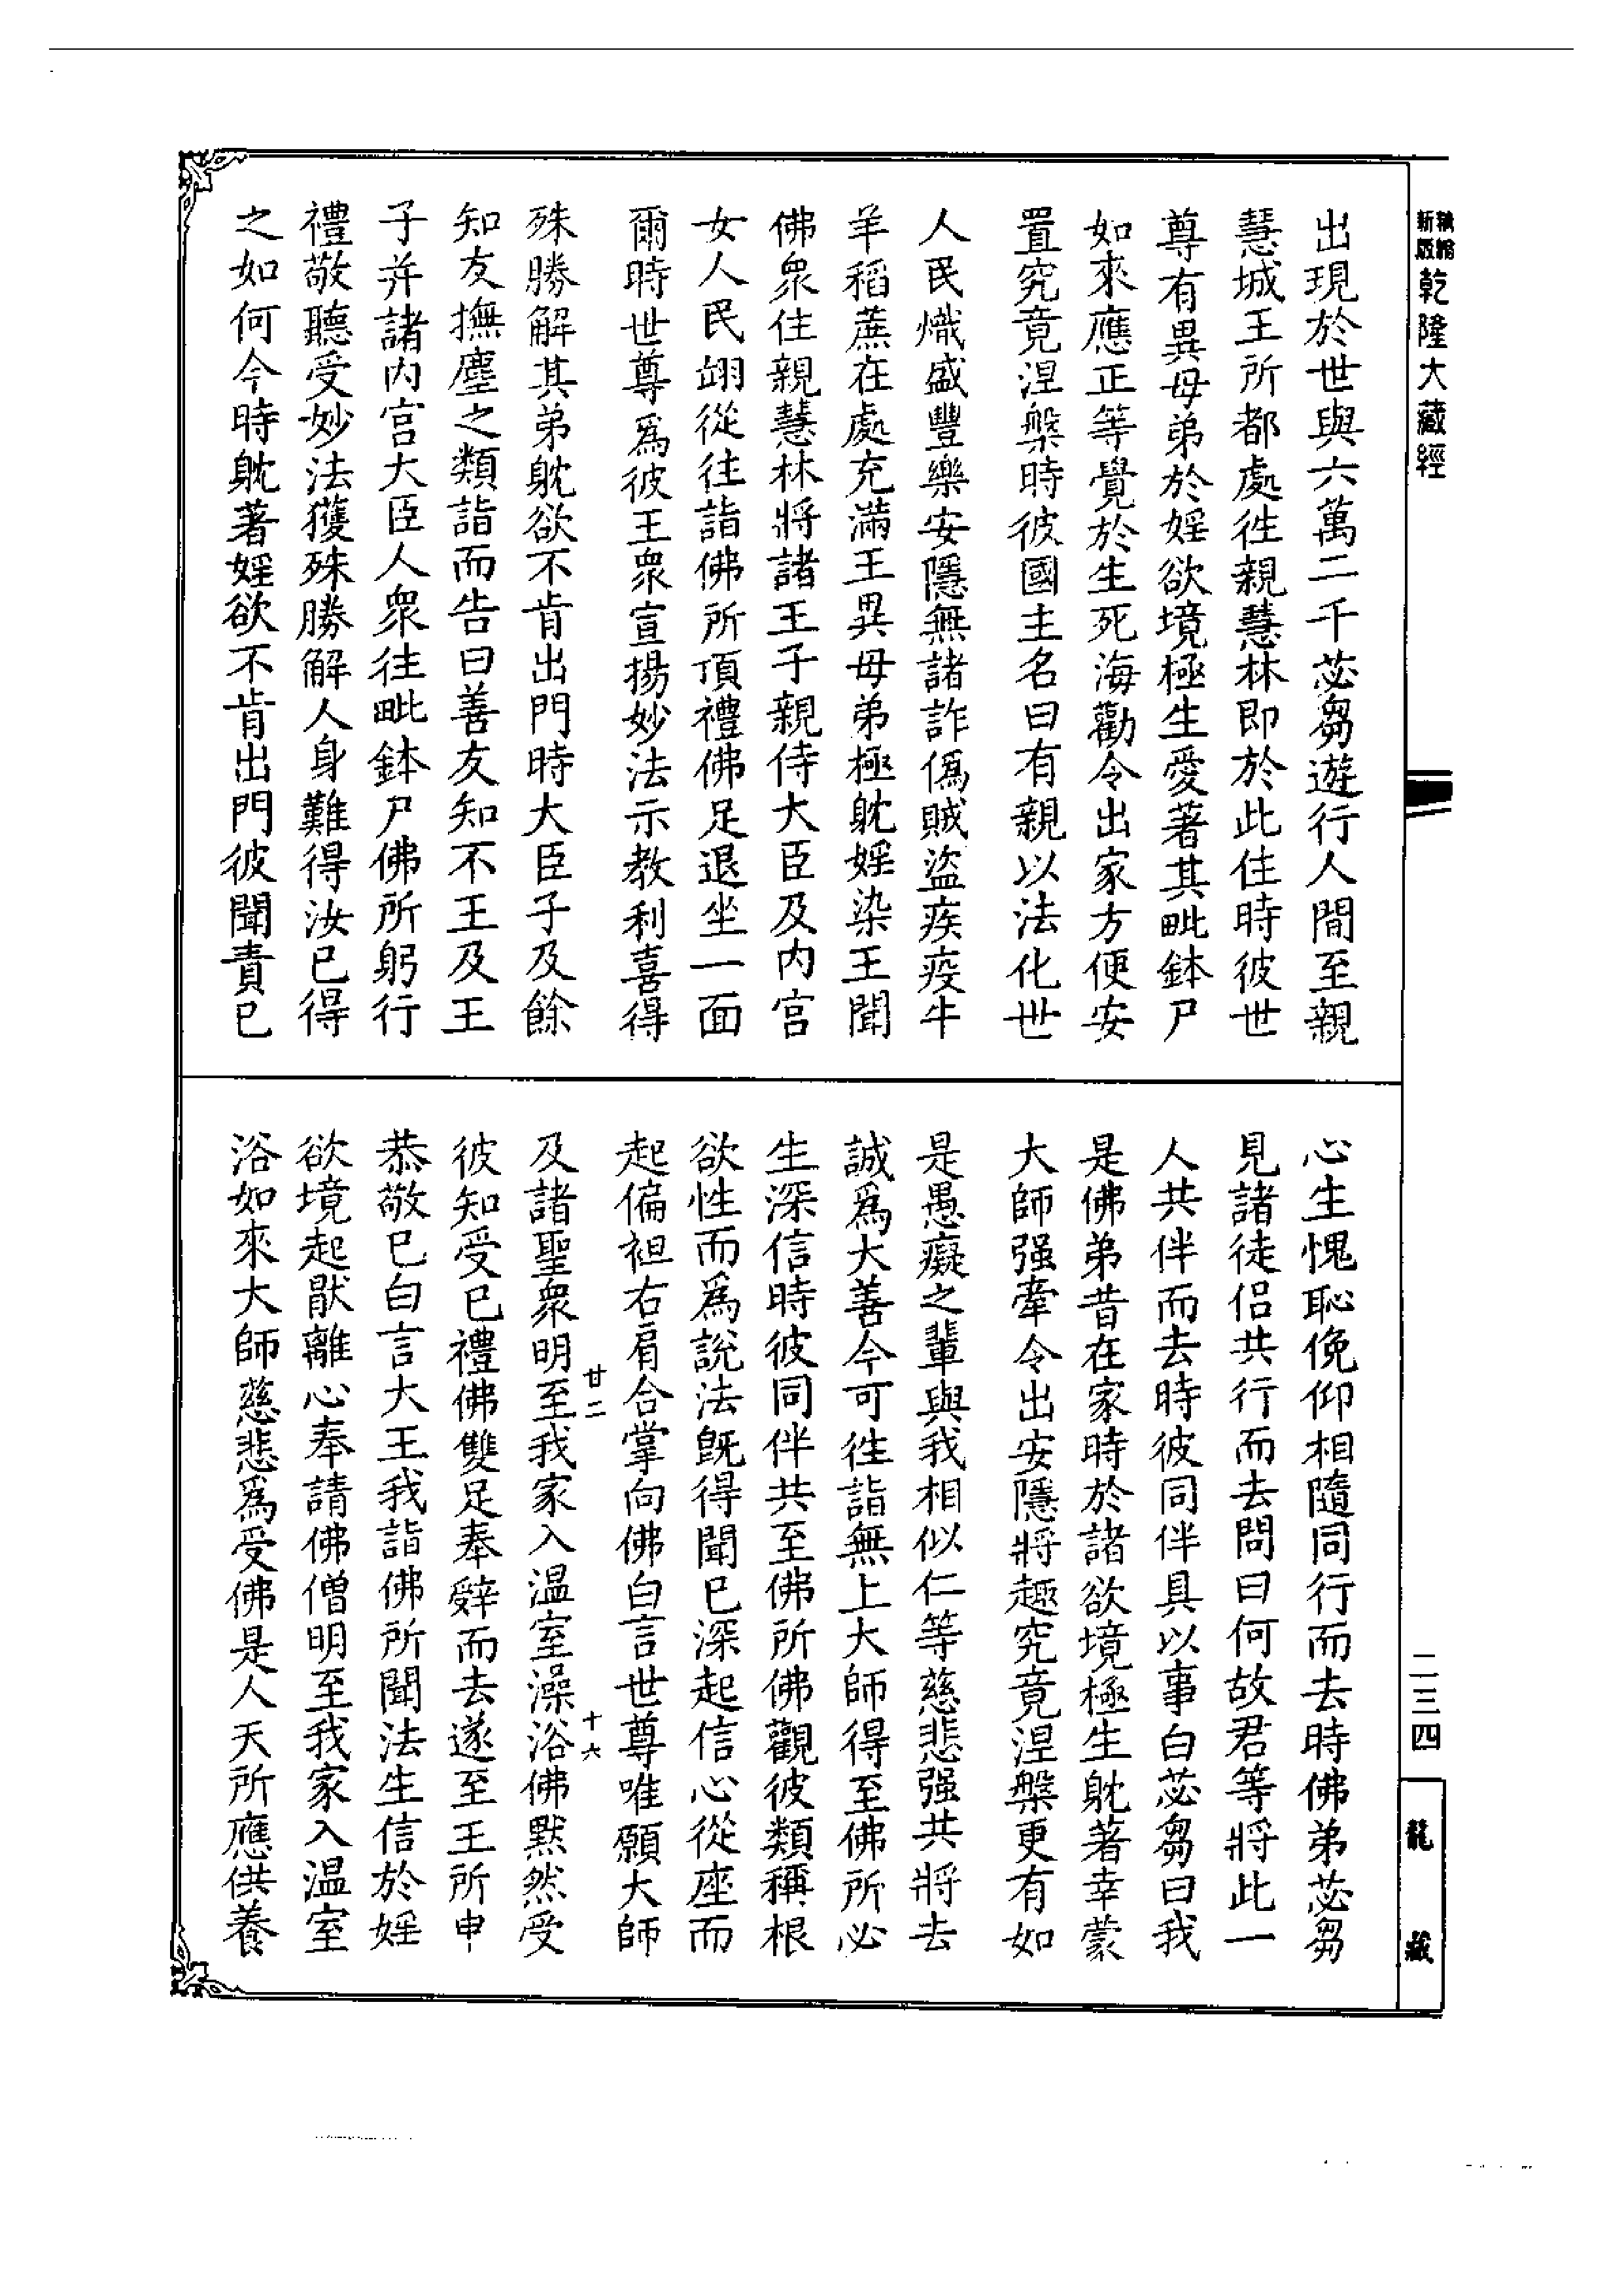 新版精縮乾隆大藏經
出現於世與六萬二千苾芻遊行人間至親
慧城王所都處徃親慧林即於此住時彼世
尊有異母弟於婬欲境極生愛著其毗鉢尸
如來應正等覺於生死海勸令出家方便安
置究竟涅槃時彼國主名曰有親以法化世
人民熾盛豐樂安隱無諸詐僞賊盜疾疫牛
羊稻蔗在處充滿王異母弟極躭婬染王聞
佛衆住親慧林將諸王子親侍大臣及内宮
女人民翊從往詣佛所頂禮佛足退坐一面
爾時世尊爲彼王衆宣揚妙法示教利喜得
殊勝解其弟躭欲不肯出門時大臣子及餘
知友撫塵之類詣而告曰善友知不王及王
子并諸内宮大臣人衆往毗鉢尸佛所躬行
禮敬聽受妙法獲殊勝解人身難得汝已得
之如何今時躭著婬欲不肯出門彼聞責已
心生愧恥俛仰相隨同行而去時佛弟苾芻
見諸徒侣共行而去問曰何故君等將此一
人共伴而去時彼同伴具以事白苾芻曰我
是佛弟昔在家時於諸欲境極生躭著幸蒙
大師强牽令出安隱將趣究竟涅槃更有如
是愚癡之輩與我相似仁等慈悲强共將去
誠爲大善今可徃詣無上大師得至佛所必
生深信時彼同伴共至佛所佛觀彼類稱根
欲性而爲說法旣得聞已深起信心從座而
起偏袒右肩合掌向佛白言世尊唯願大師
廿二
十六
及諸聖衆明至我家入温室澡浴佛默然受
彼知受已禮佛雙足奉辤而去遂至王所申
恭敬已白言大王我詣佛所聞法生信於婬
欲境起猒離心奉請佛僧明至我家入温室
浴如來大師慈悲爲受佛是人天所應供養
二三四
龍藏